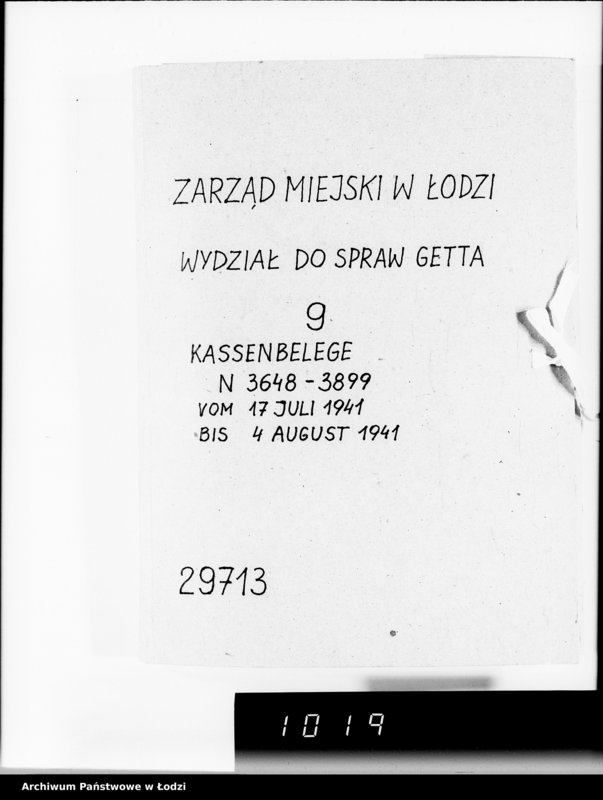 ZARZĄD MIEJSKI W ŁODZI
WYDZIAŁ DO SPRAW GETTA
9
KASSENBELEGE
N 3648 - 3899
VOM 17 JULI 1941
BIS 4 AUGUST 1941
29713
1019
Archiwum Państwowe w Łodzi